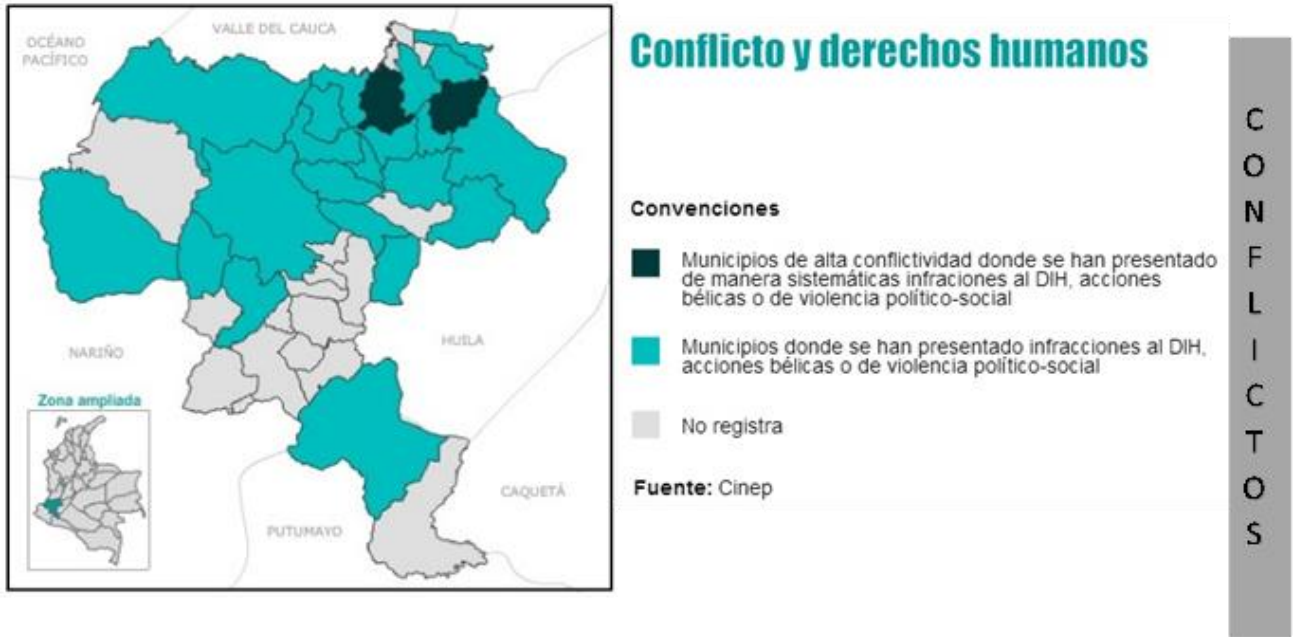 OCÉANO
PACÍFICO
VALLE DEL CAUCA
NARIÑO
HUILA
Zona ampliada
CAQUETÁ
PUTUMAYO
Conflicto y derechos humanos
Convenciones
Municipios de alta conflictividad donde se han presentado
de manera sistemáticas infraciones al DIH, acciones
bélicas o de violencia político-social
Municipios donde se han presentado infracciones al DIH,
acciones bélicas o de violencia político-social
No registra
Fuente: Cinep
C
O
N
F
L
I
C
T
O
S